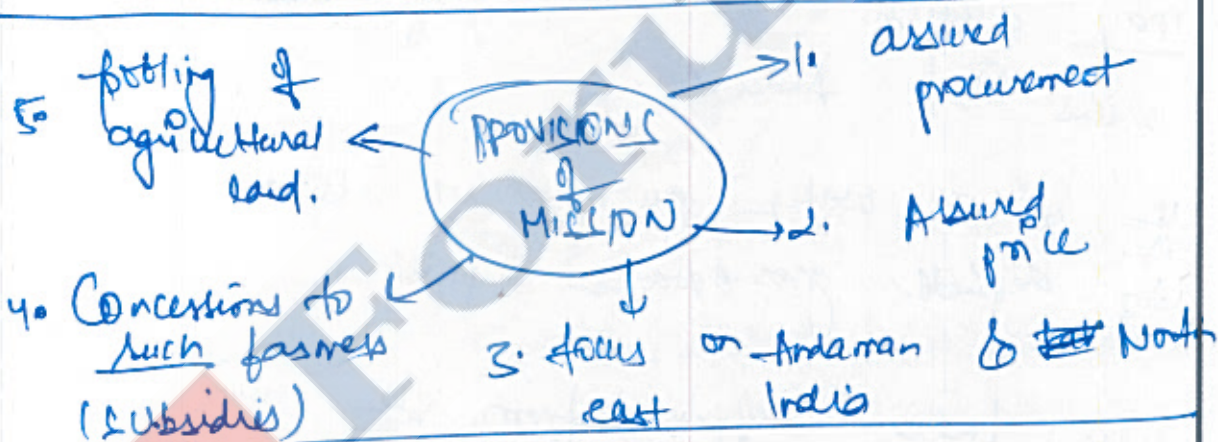 PROVISIONS
of
MISSION
1. assured
procurement
2. Assured
price
3. focus on Andaman & North
east India
4. Concessions to
such farmers
(subsidies)
5. of
agricultural
land.
Forum